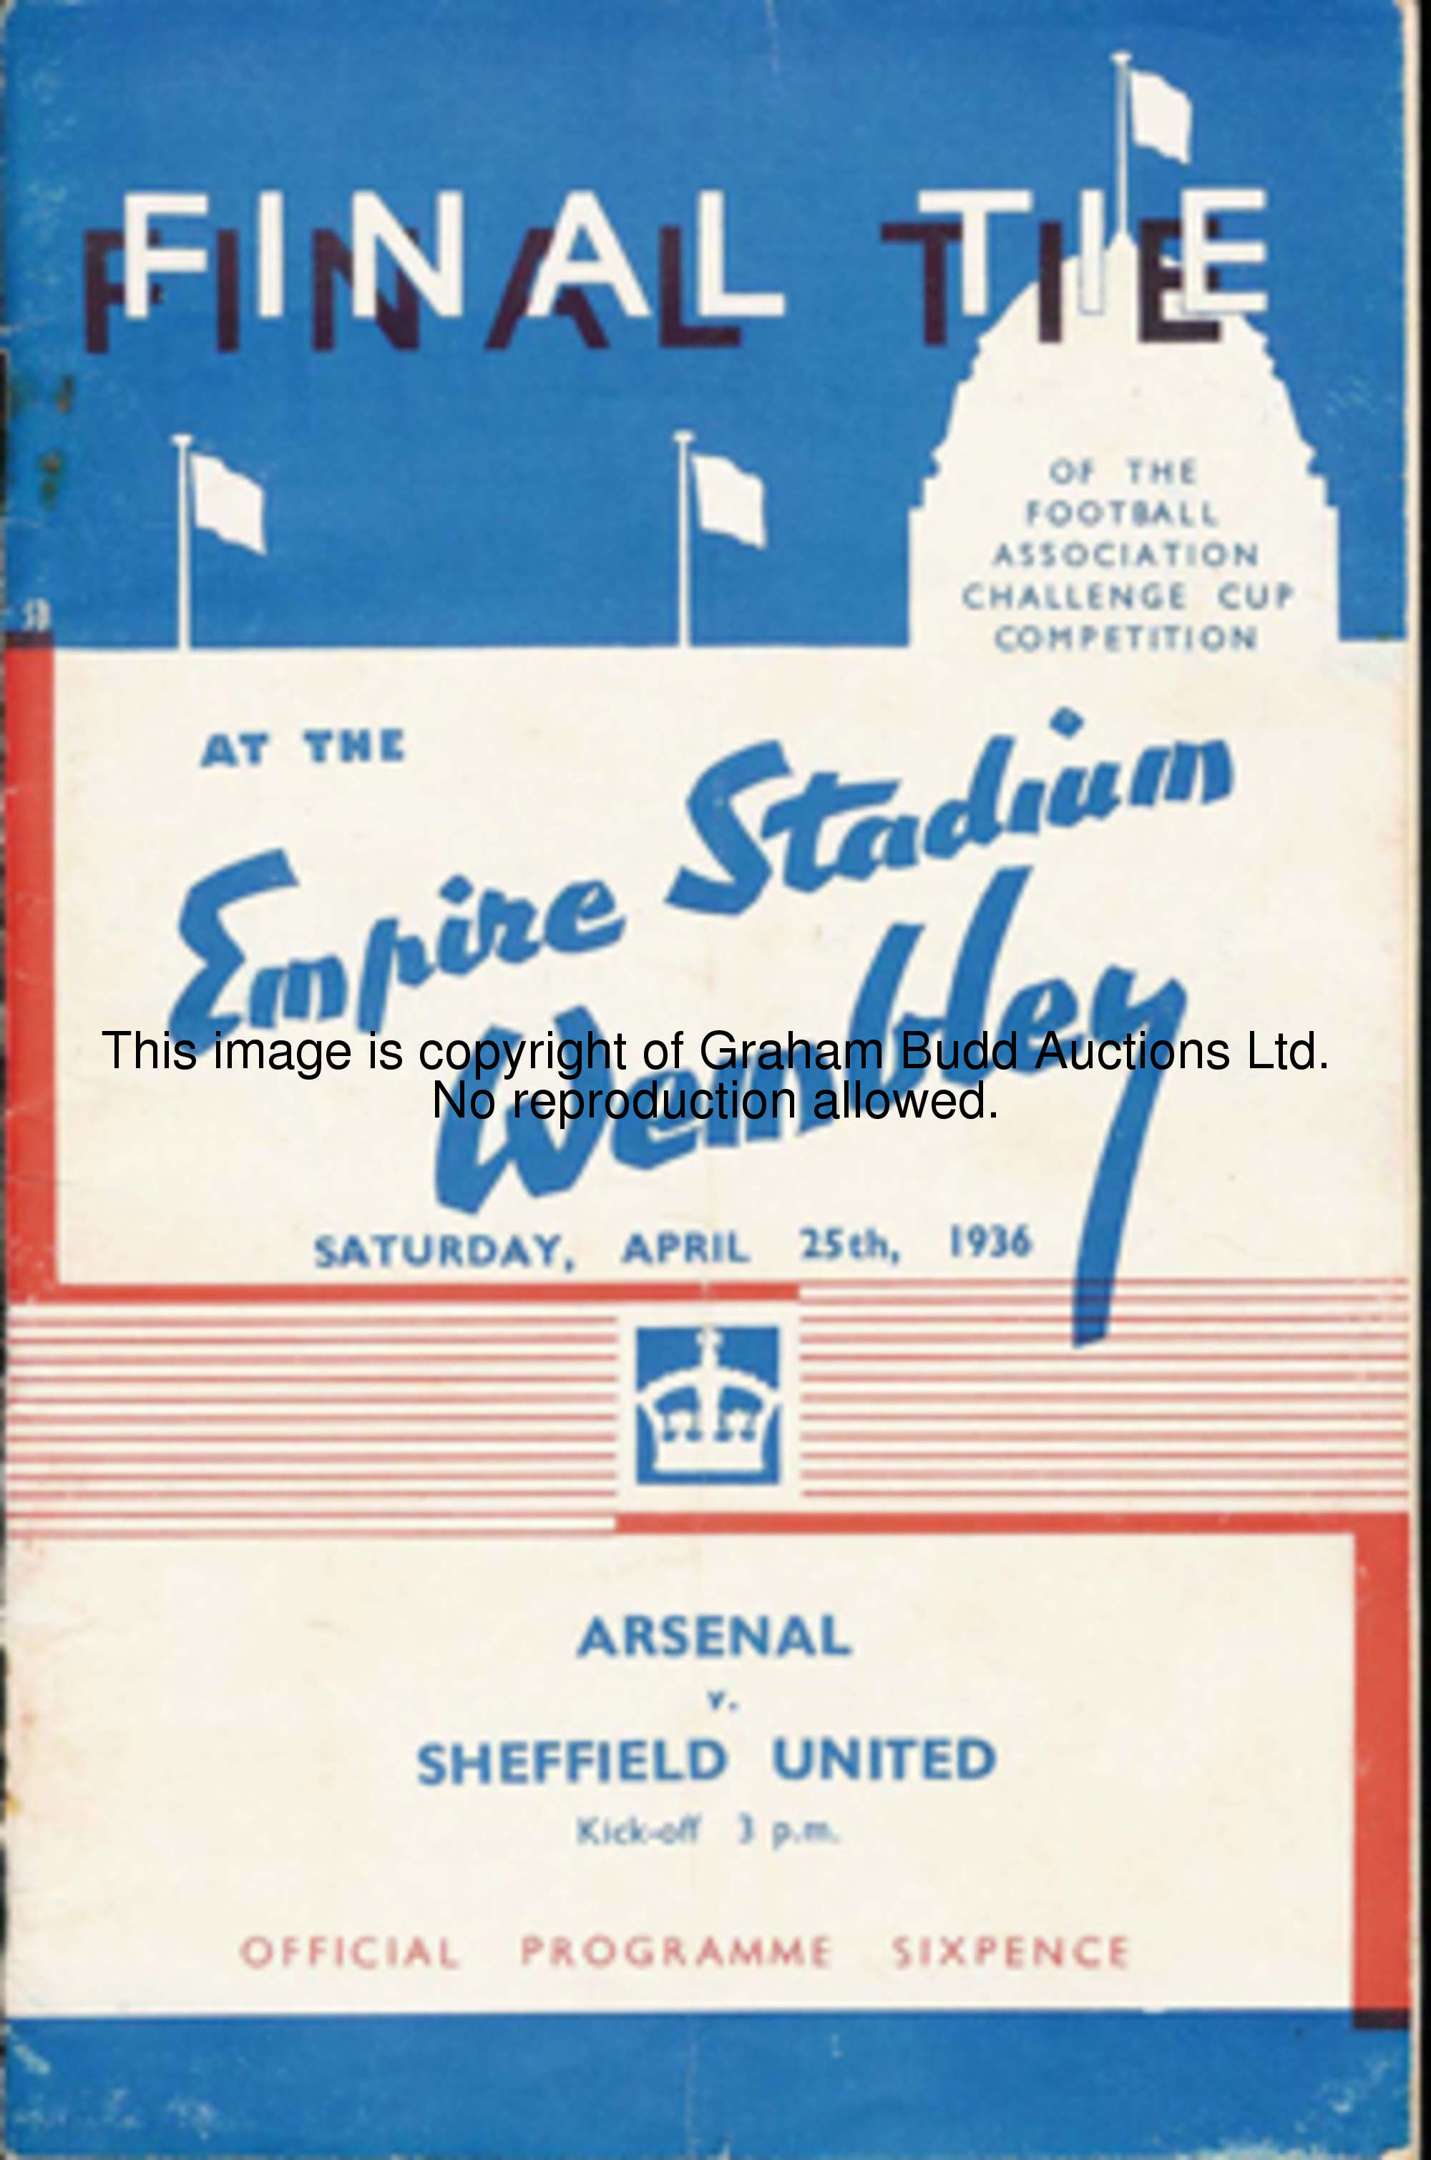 FINAL TIE
OF THE
FOOTBALL
ASSOCIATION
CHALLENGE CUP
COMPETITION
SB
AT THE
Empire Stadium
Wembley
This image is copyright of Graham Budd Auctions Ltd.
No reproduction allowed.
SATURDAY, APRIL 25th, 1936
ARSENAL
v.
SHEFFIELD UNITED
Kick-off 3 p.m.
OFFICIAL PROGRAMME SIXPENCE